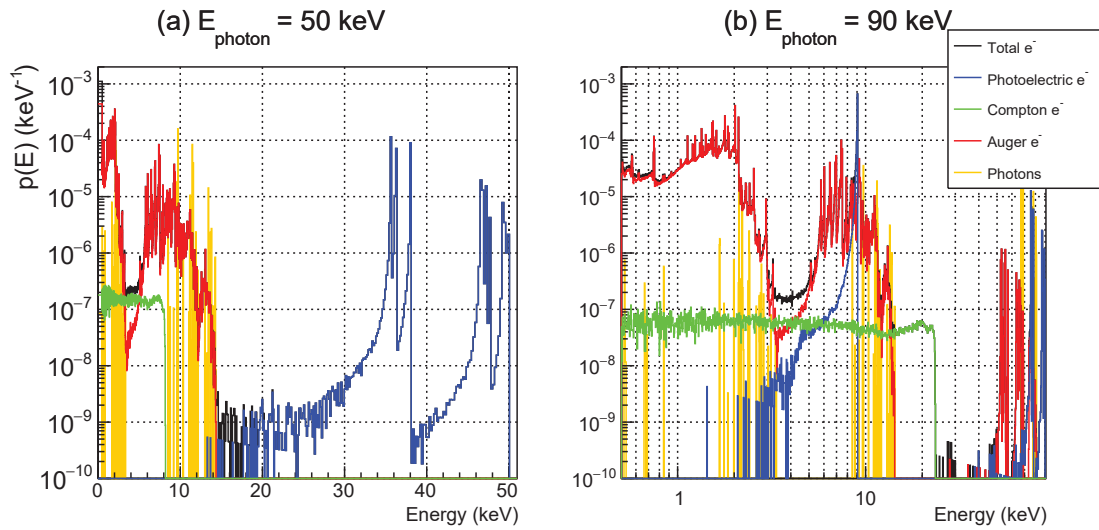 (a) E_photon = 50 keV
(b) E_photon = 90 keV
p(E) (keV⁻¹)
10⁻³
10⁻⁴
10⁻⁵
10⁻⁶
10⁻⁷
10⁻⁸
10⁻⁹
10⁻¹⁰
0 10 20 30 40 50
Energy (keV)
10⁻³
10⁻⁴
10⁻⁵
10⁻⁶
10⁻⁷
10⁻⁸
10⁻⁹
10⁻¹⁰
1 10
Energy (keV)
Total e⁻
Photoelectric e⁻
Compton e⁻
Auger e⁻
Photons